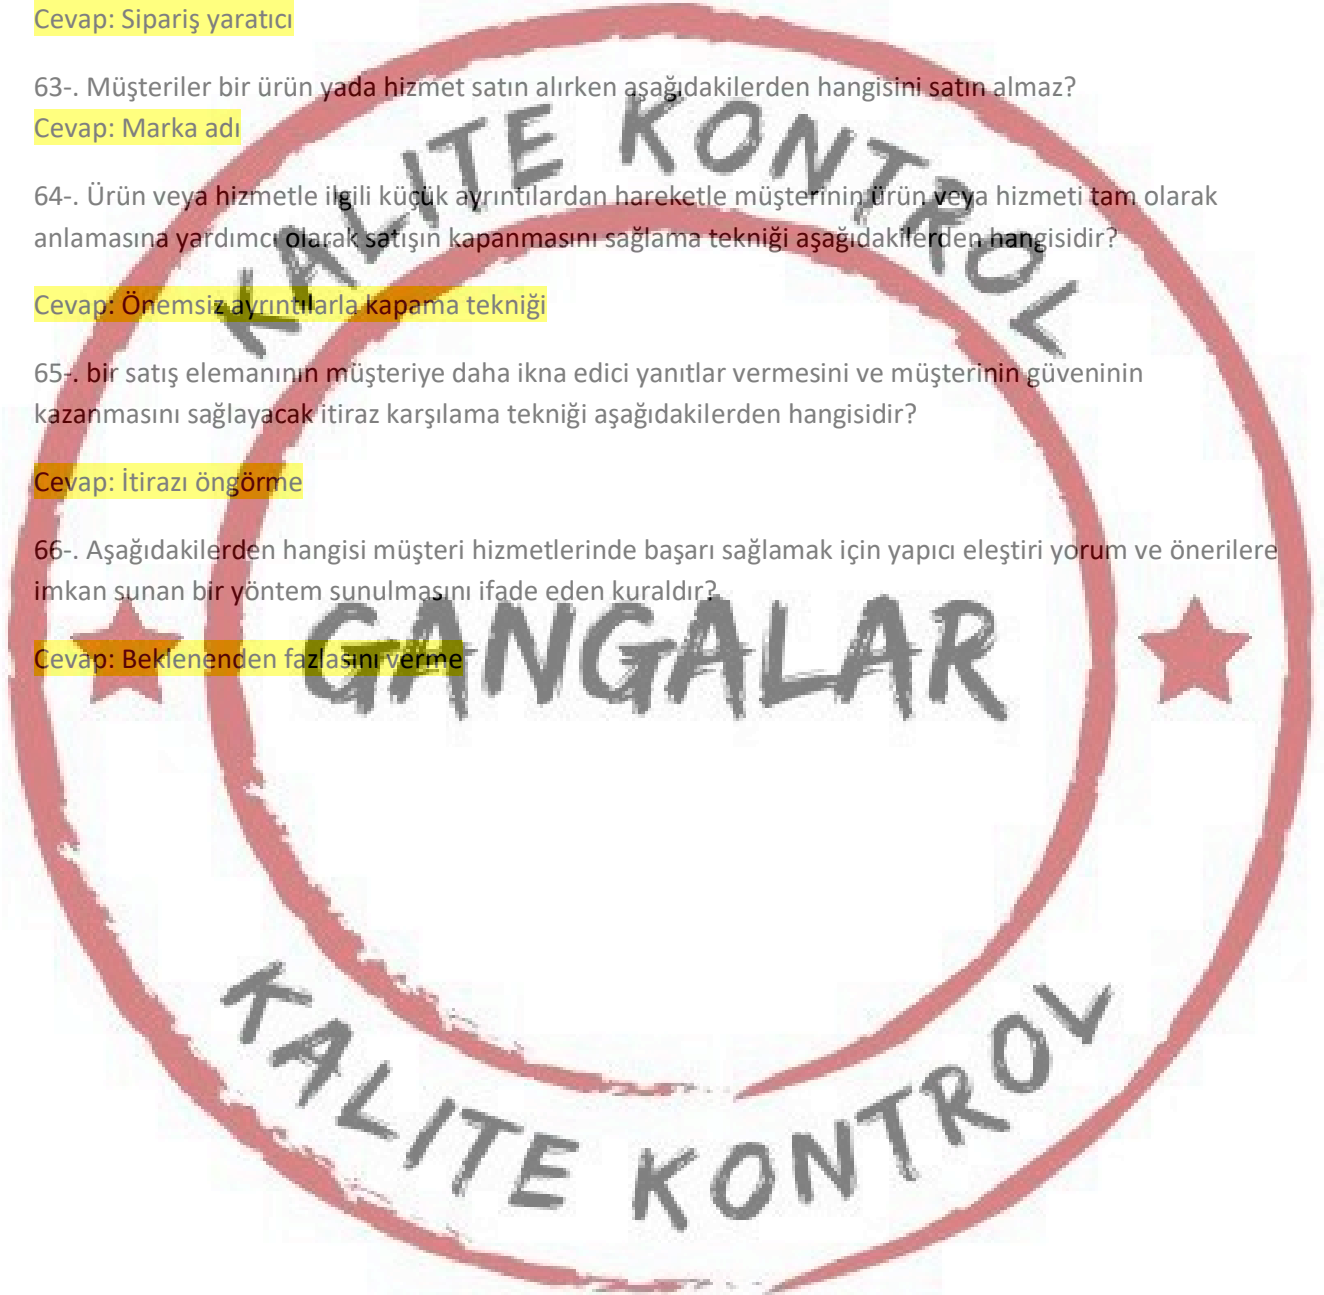 Cevap: Sipariş yaratıcı
63-. Müşteriler bir ürün yada hizmet satın alırken aşağıdakilerden hangisini satın almaz?
Cevap: Marka adı
64-. Ürün veya hizmetle ilgili küçük ayrıntılardan hareketle müşterinin ürün veya hizmeti tam olarak
anlamasına yardımcı olarak satışın kapanmasını sağlama tekniği aşağıdakilerden hangisidir?
Cevap: Önemsiz ayrıntılarla kapama tekniği
65-. bir satış elemanının müşteriye daha ikna edici yanıtlar vermesini ve müşterinin güveninin
kazanmasını sağlayacak itiraz karşılama tekniği aşağıdakilerden hangisidir?
Cevap: İtirazı öngörme
66-. Aşağıdakilerden hangisi müşteri hizmetlerinde başarı sağlamak için yapıcı eleştiri yorum ve önerilere
imkan sunan bir yöntem sunulmasını ifade eden kuraldır?
Cevap: Beklenenden fazlasını verme
KALITE KONTROL
GANGALAR
KALITE KONTROL